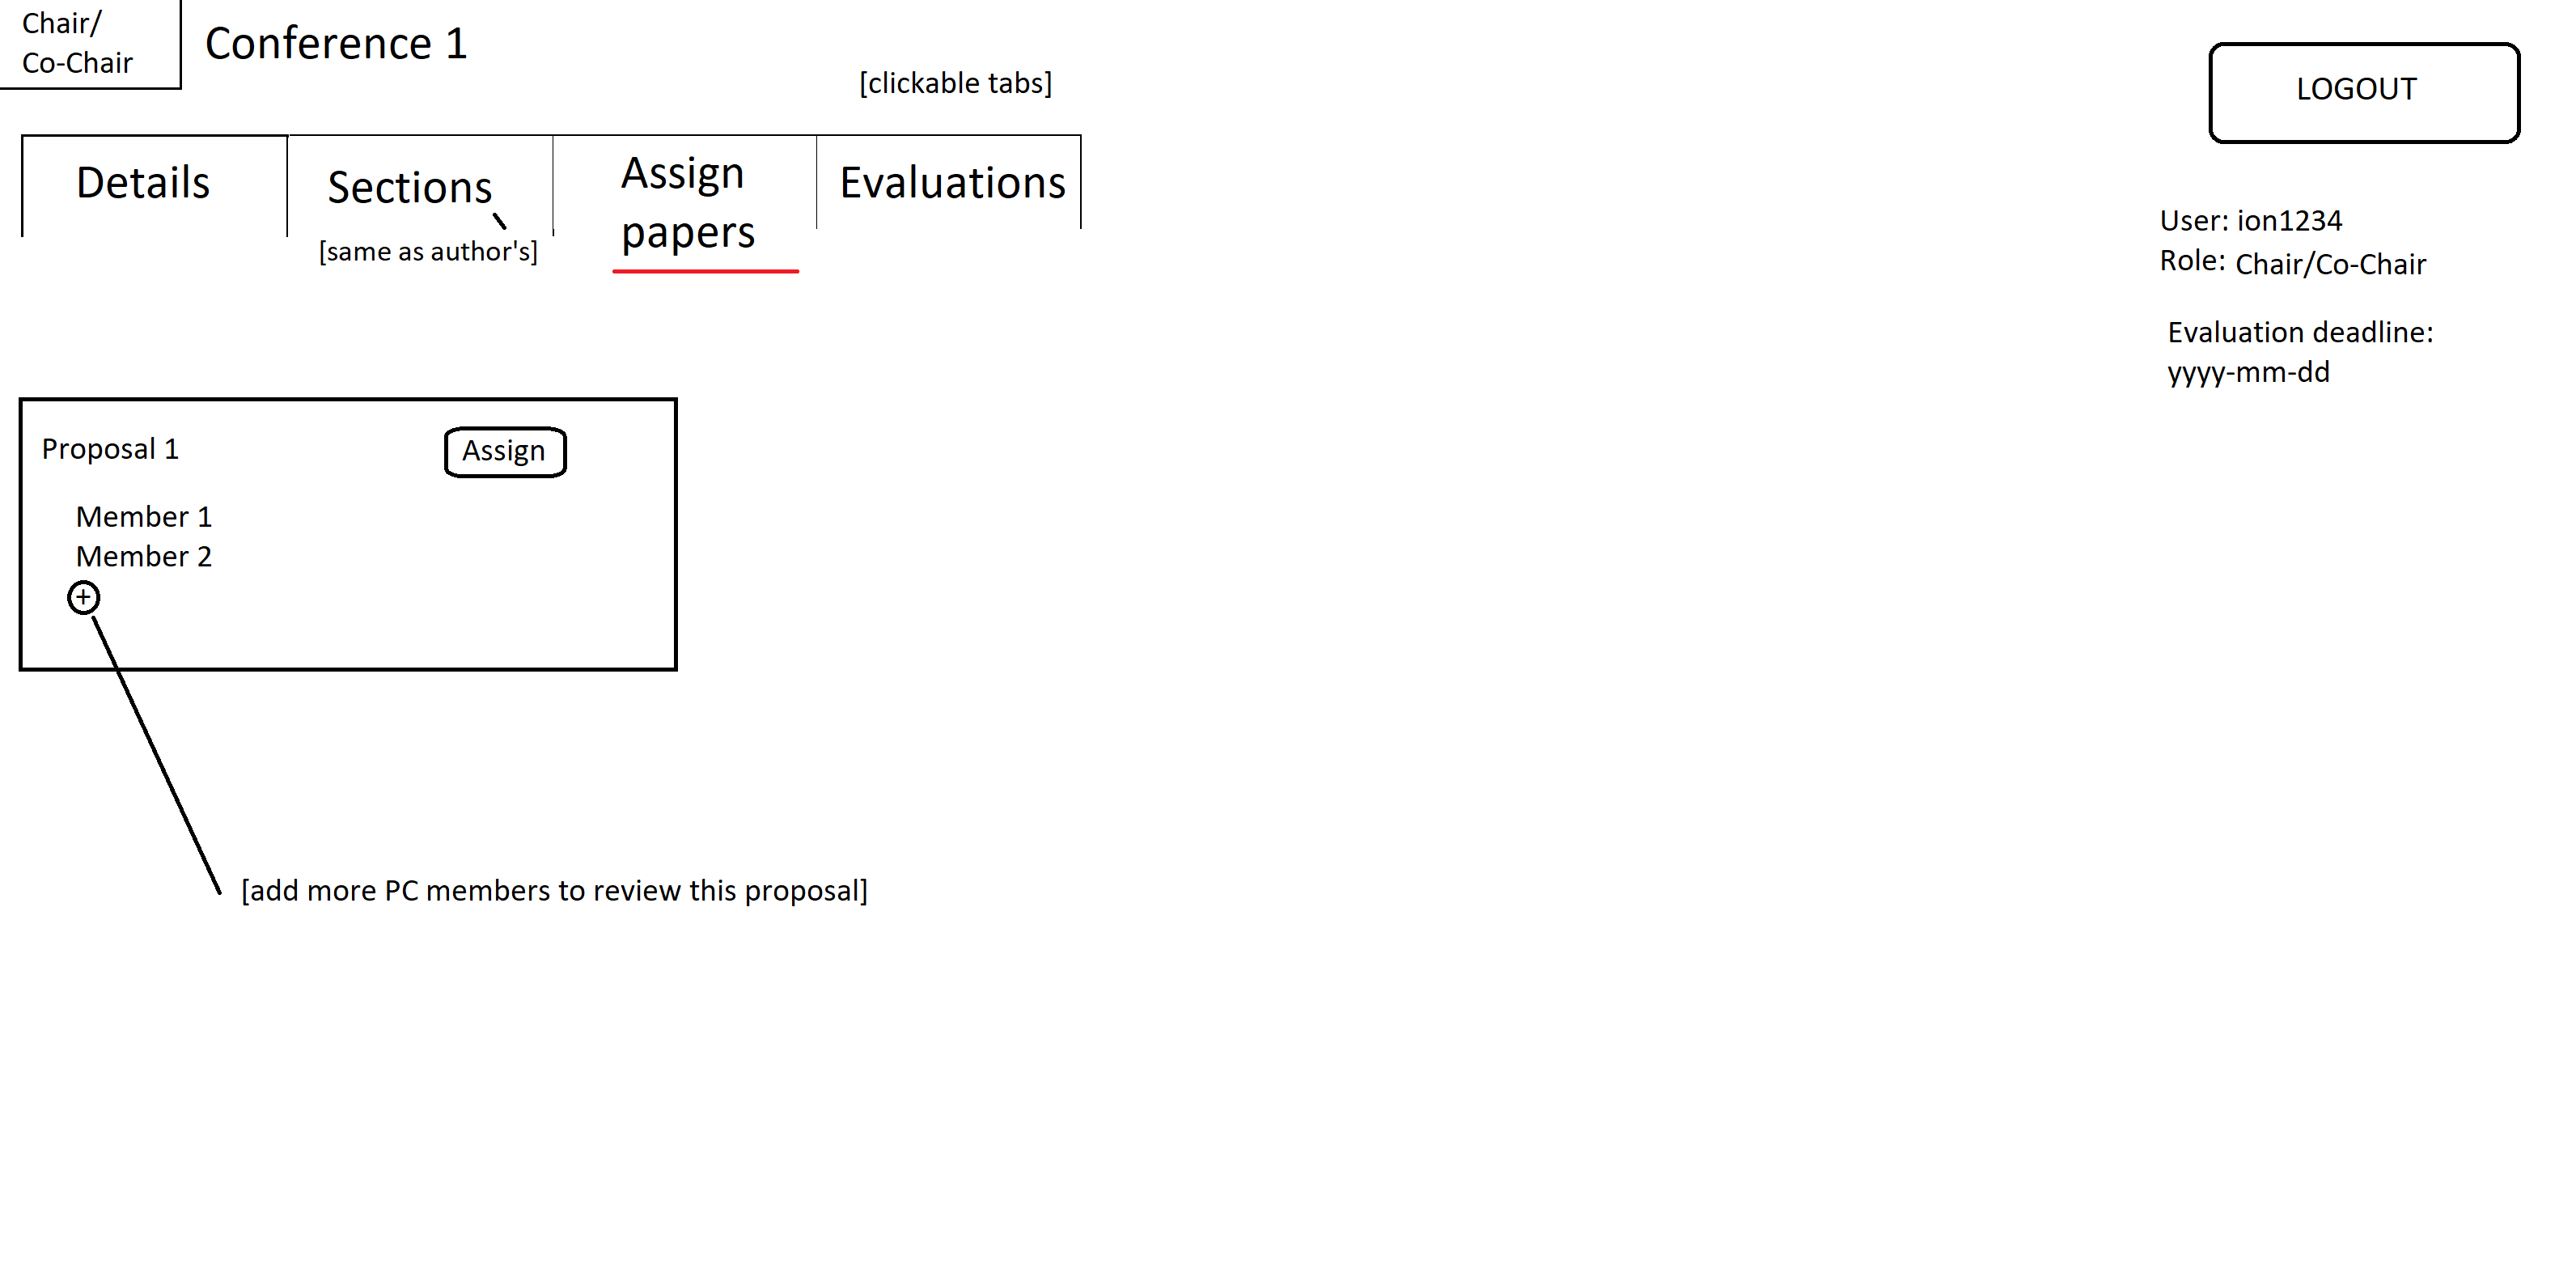 Chair/
Co-Chair
Conference 1
[clickable tabs]
LOGOUT
Details
Sections
[same as author's]
Assign
papers
Evaluations
User: ion1234
Role: Chair/Co-Chair
Evaluation deadline:
yyyy-mm-dd
Proposal 1
Assign
Member 1
Member 2
+
[add more PC members to review this proposal]